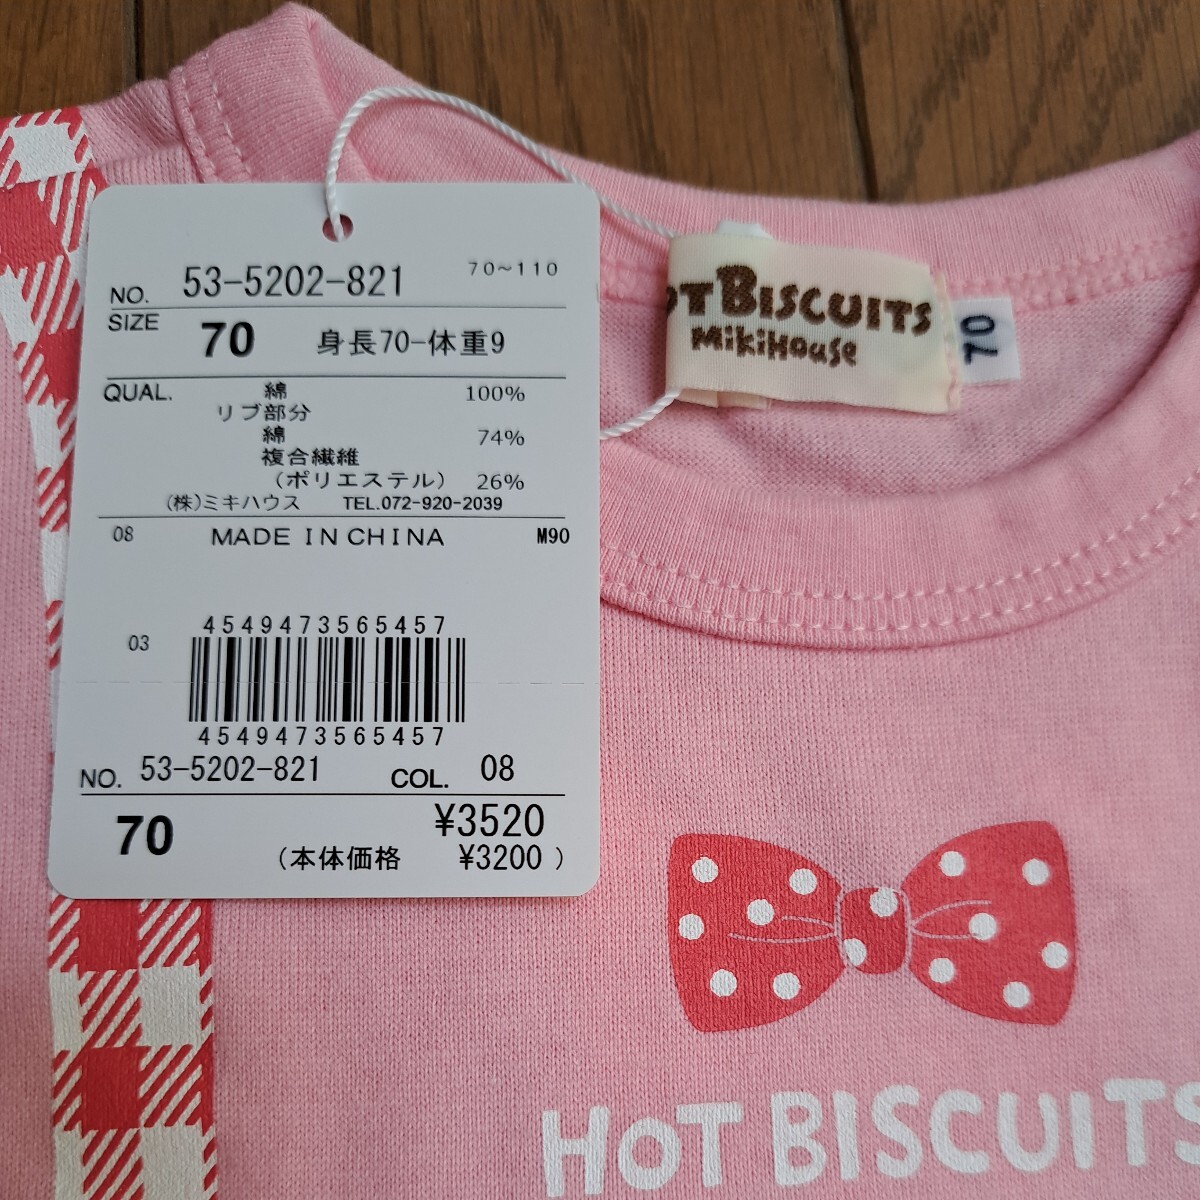 NO. 53-5202-821 70~110
SIZE 70 身長70-体重9
QUAL. 綿 100%
リブ部分
綿 74%
複合繊維
(ポリエステル) 26%
(株)ミキハウス TEL.072-920-2039
08 MADE IN CHINA M90
4549473565457
03
4549473565457
NO. 53-5202-821 COL. 08
70 ¥3520
(本体価格 ¥3200 )
OT BISCUITS
MikiHouse
70
HOT BISCUITS